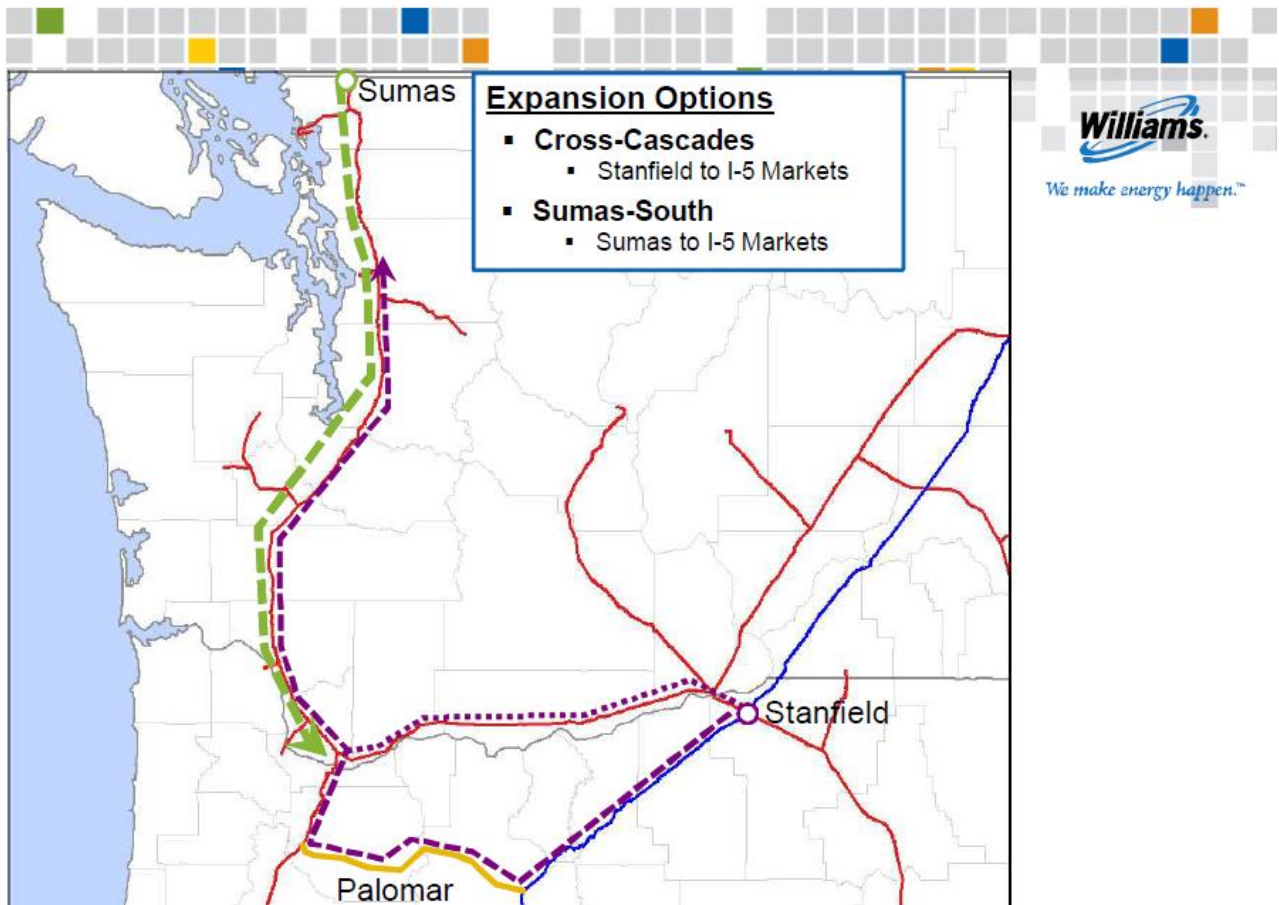 Sumas
Expansion Options
▪ Cross-Cascades
▪ Stanfield to I-5 Markets
▪ Sumas-South
▪ Sumas to I-5 Markets
Williams.
We make energy happen.™
Stanfield
Palomar